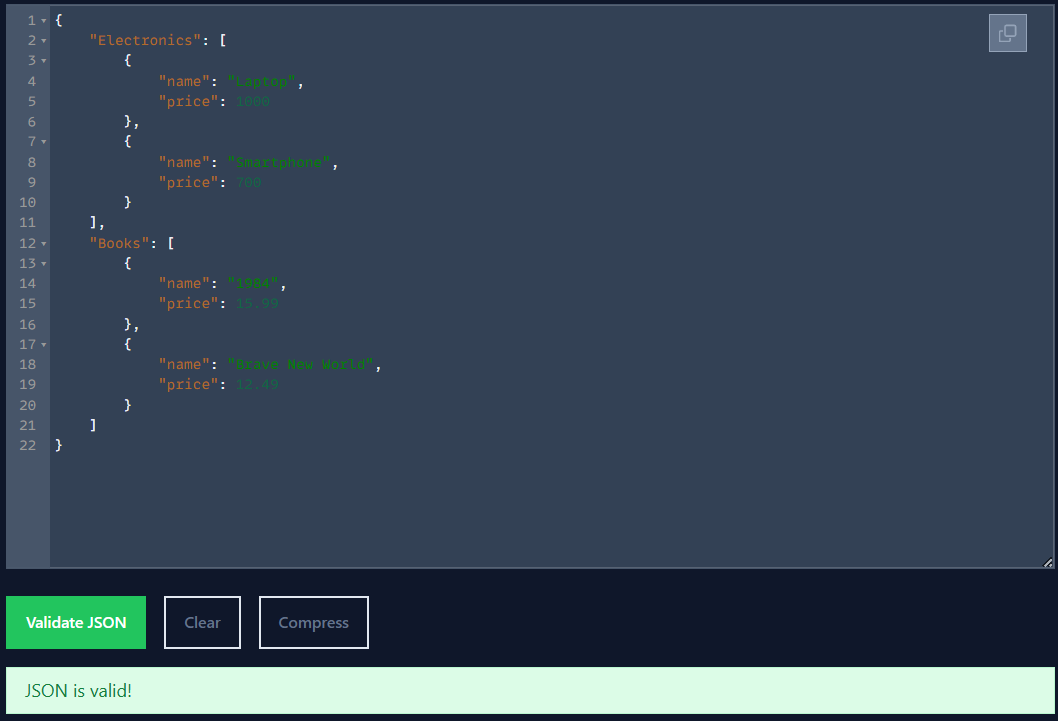 1 {
2     "Electronics": [
3         {
4             "name": "Laptop",
5             "price": 1000
6         },
7         {
8             "name": "Smartphone",
9             "price": 700
10         }
11     ],
12     "Books": [
13         {
14             "name": "1984",
15             "price": 15.99
16         },
17         {
18             "name": "Brave New World",
19             "price": 12.49
20         }
21     ]
22 }
Validate JSON Clear Compress
JSON is valid!